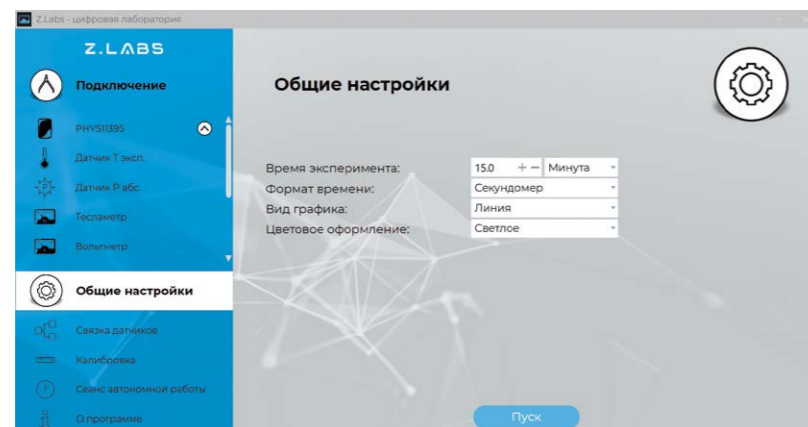 Z.Labs - цифровая лаборатория
Z.LABS
Подключение
PHYS11395
Датчик Т эксп.
Датчик Р абс.
Тесламетр
Вольтметр
Общие настройки
Связка датчиков
Калибровка
Сеанс автономной работы
О программе
Общие настройки
Время эксперимента: 15.0 + − Минута
Формат времени: Секундомер
Вид графика: Линия
Цветовое оформление: Светлое
Пуск